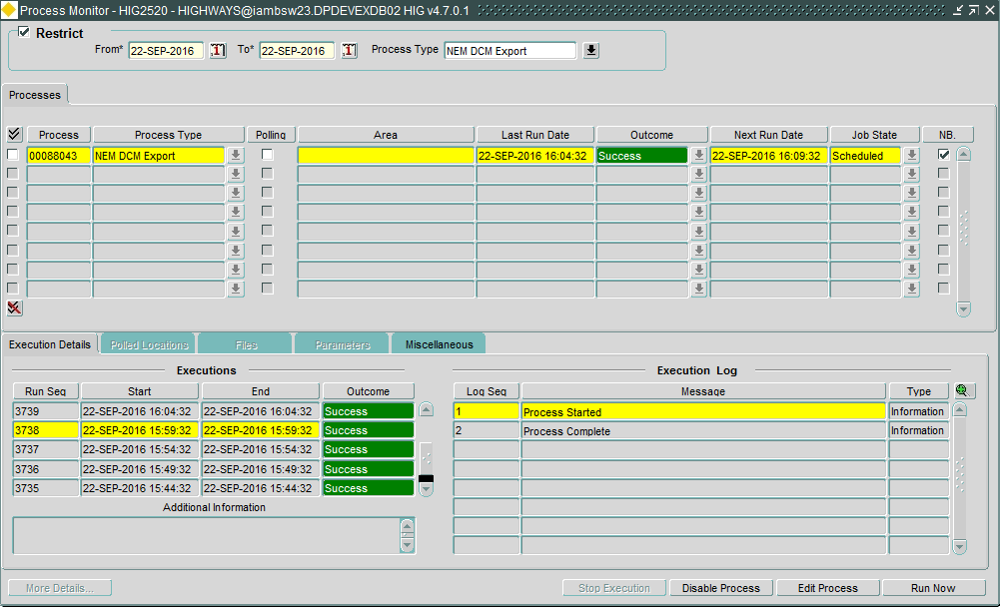 Process Monitor - HIG2520 - HIGHWAYS@iambsw23.DPDEVEXDB02 HIG v4.7.0.1
Restrict
From* 22-SEP-2016 To* 22-SEP-2016 Process Type NEM DCM Export
Processes
Process Process Type Polling Area Last Run Date Outcome Next Run Date Job State NB.
00088043 NEM DCM Export 22-SEP-2016 16:04:32 Success 22-SEP-2016 16:09:32 Scheduled
Execution Details Polled Locations Files Parameters Miscellaneous
Executions
Run Seq Start End Outcome
3739 22-SEP-2016 16:04:32 22-SEP-2016 16:04:32 Success
3738 22-SEP-2016 15:59:32 22-SEP-2016 15:59:32 Success
3737 22-SEP-2016 15:54:32 22-SEP-2016 15:54:32 Success
3736 22-SEP-2016 15:49:32 22-SEP-2016 15:49:32 Success
3735 22-SEP-2016 15:44:32 22-SEP-2016 15:44:32 Success
Additional Information
Execution Log
Log Seq Message Type
1 Process Started Information
2 Process Complete Information
More Details... Stop Execution Disable Process Edit Process Run Now